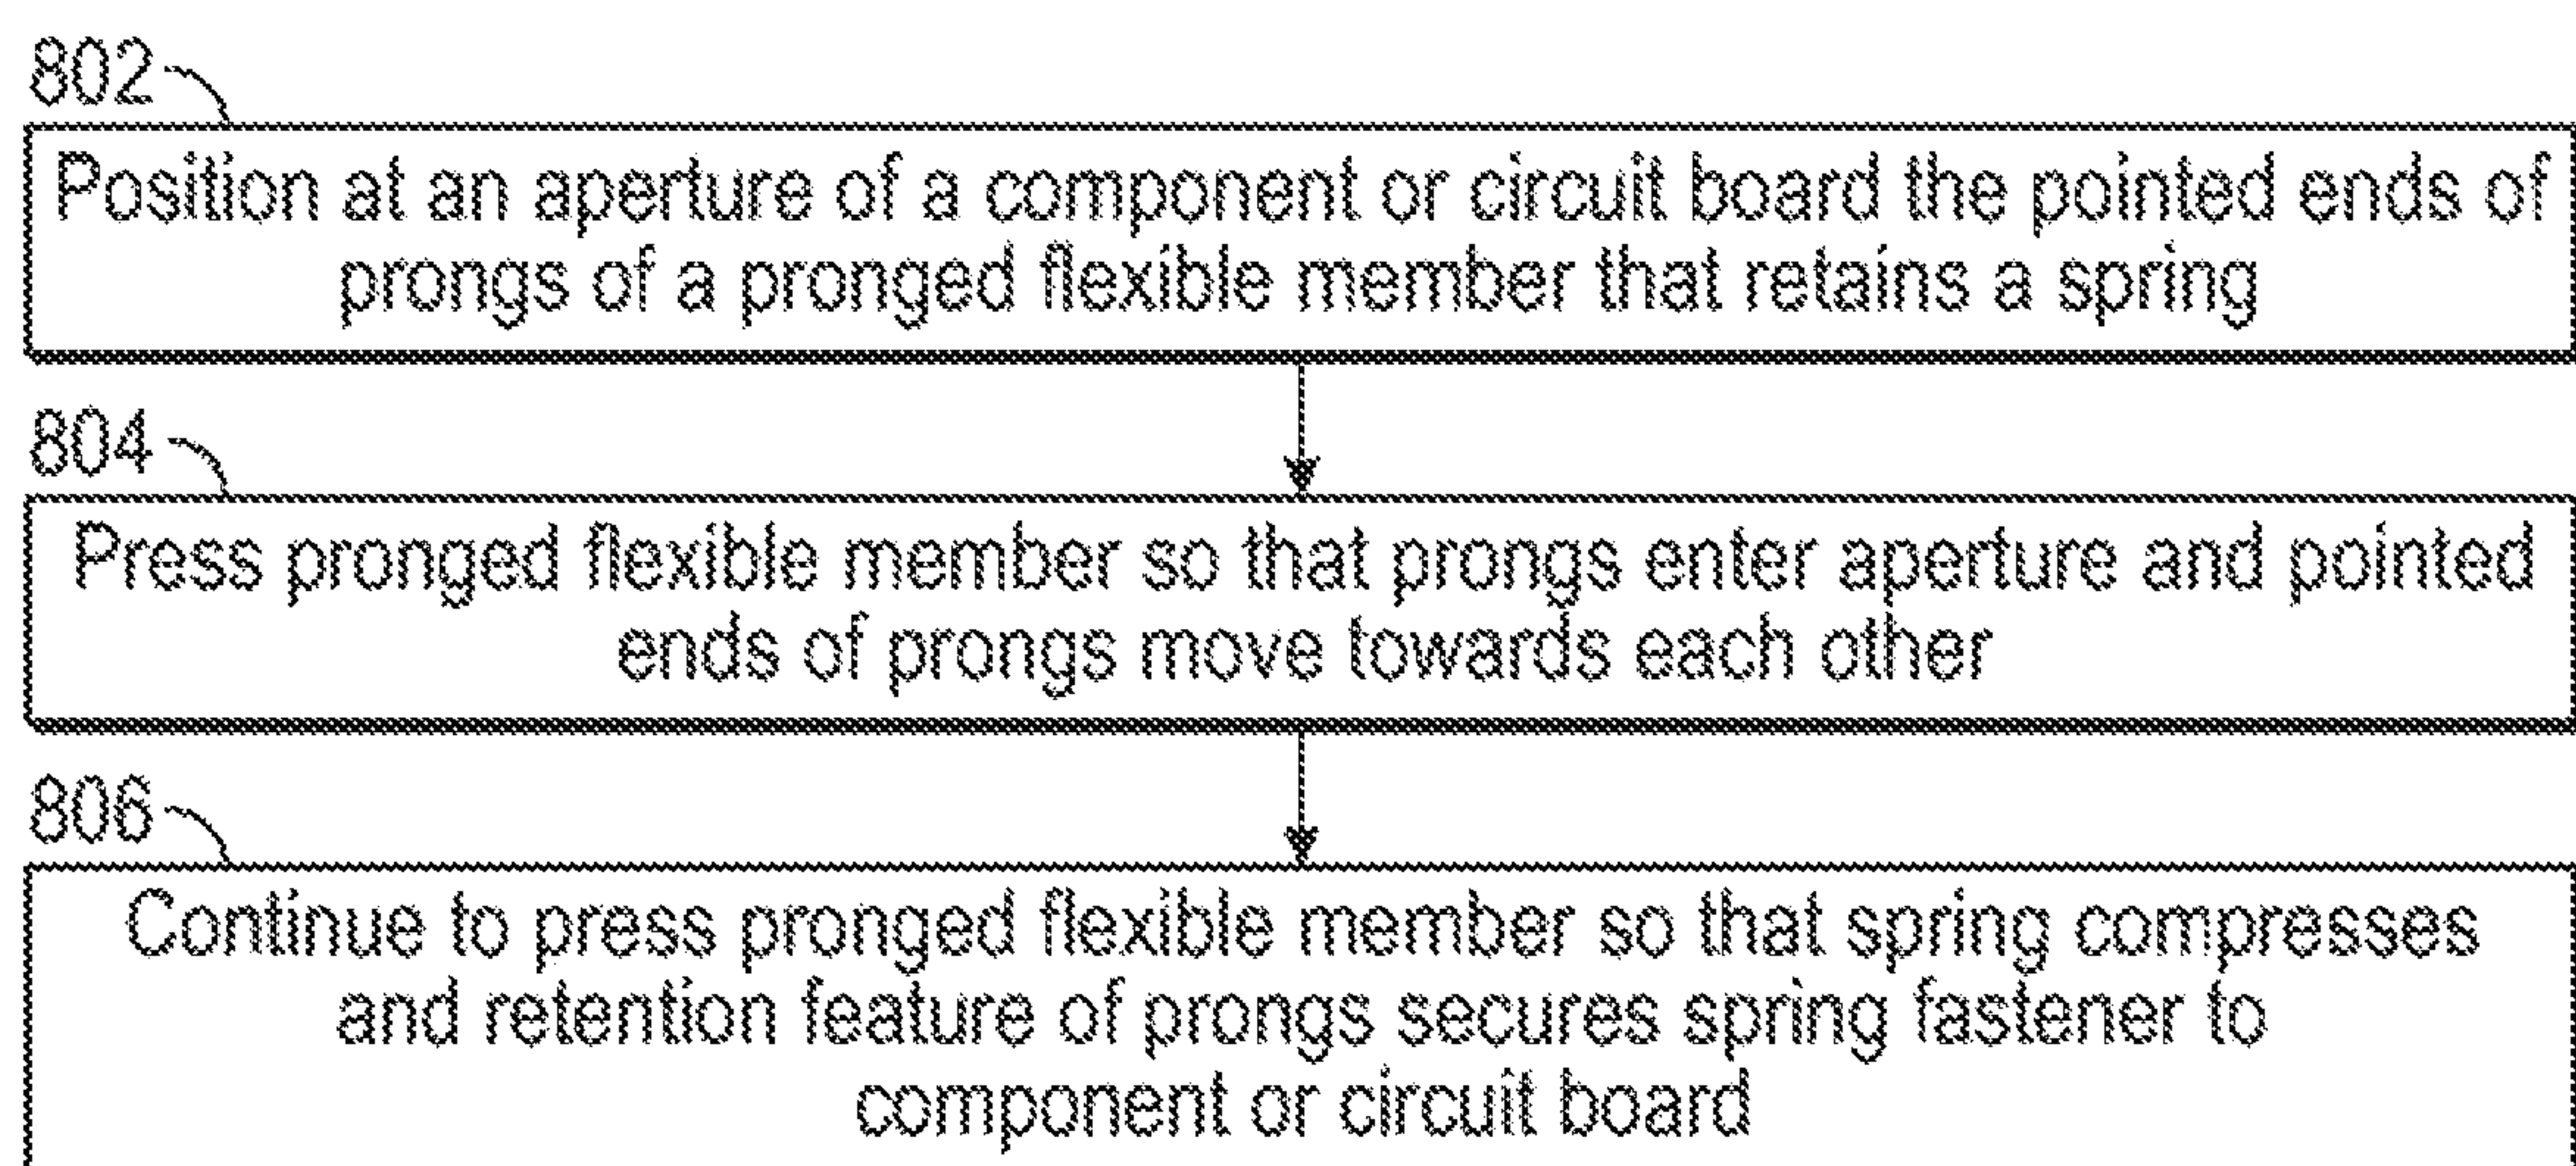 802
Position at an aperture of a component or circuit board the pointed ends of
prongs of a pronged flexible member that retains a spring
804
Press pronged flexible member so that prongs enter aperture and pointed
ends of prongs move towards each other
806
Continue to press pronged flexible member so that spring compresses
and retention feature of prongs secures spring fastener to
component or circuit board